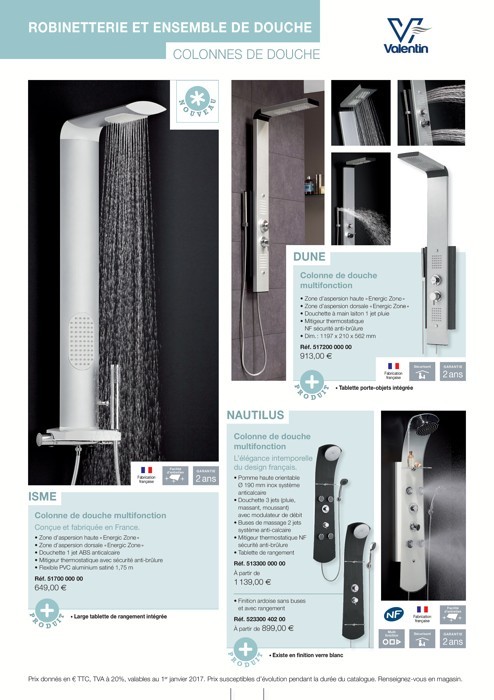 ROBINETTERIE ET ENSEMBLE DE DOUCHE
COLONNES DE DOUCHE
Valentin
NOUVEAU
DUNE
Colonne de douche
multifonction
• Zone d'aspersion haute «Energic Zone»
• Zone d'aspersion dorsale «Energic Zone»
• Douchette à main laiton 1 jet pluie
• Mitigeur thermostatique
NF sécurité anti-brûlure
• Dim.: 1197 x 210 x 562 mm
Réf. 517200 000 00
913,00 €
Fabrication
française
GARANTIE
2 ans
PRODUIT
• Tablette porte-objets intégrée
NAUTILUS
Colonne de douche
multifonction
L'élégance intemporelle
du design français.
• Pomme haute orientable
Ø 190 mm inox système
anticalcaire
• Douchette 3 jets (pluie,
massant, moussant)
avec modulateur de débit
• Buses de massage 2 jets
système anti-calcaire
• Mitigeur thermostatique NF
sécurité anti-brûlure
• Tablette de rangement
Réf. 513300 000 00
À partir de
1 139,00 €
• Finition ardoise sans buses
et avec rangement
Réf. 523300 402 00
À partir de 899,00 €
PRODUIT
• Existe en finition verre blanc
NF
Fabrication
française
GARANTIE
2 ans
Fabrication
française
GARANTIE
2 ans
ISME
Colonne de douche multifonction
Conçue et fabriquée en France.
• Zone d'aspersion haute «Energic Zone»
• Zone d'aspersion dorsale «Energic Zone»
• Douchette 1 jet ABS anticalcaire
• Mitigeur thermostatique avec sécurité anti-brûlure
• Flexible PVC aluminium satiné 1,75 m
Réf. 51700 000 00
649,00 €
PRODUIT
• Large tablette de rangement intégrée
Prix donnés en € TTC, TVA à 20%, valables au 1er janvier 2017. Prix susceptibles d'évolution pendant la durée du catalogue. Renseignez-vous en magasin.